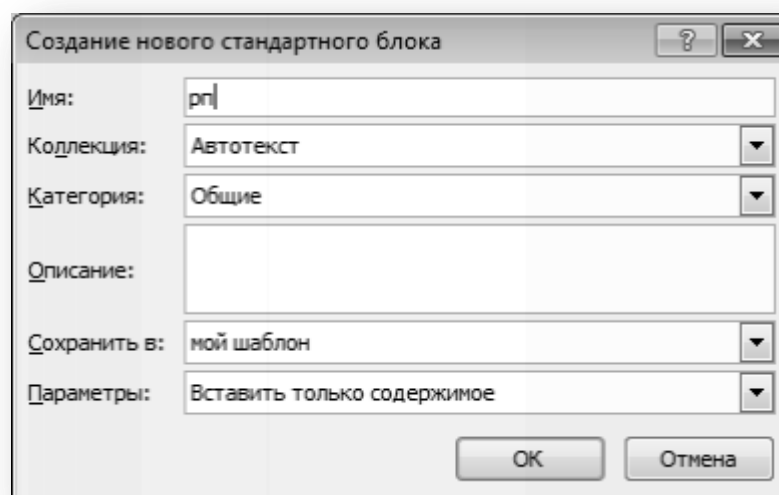 Создание нового стандартного блока
Имя: рп
Коллекция: Автотекст
Категория: Общие
Описание:
Сохранить в: мой шаблон
Параметры: Вставить только содержимое
ОК Отмена